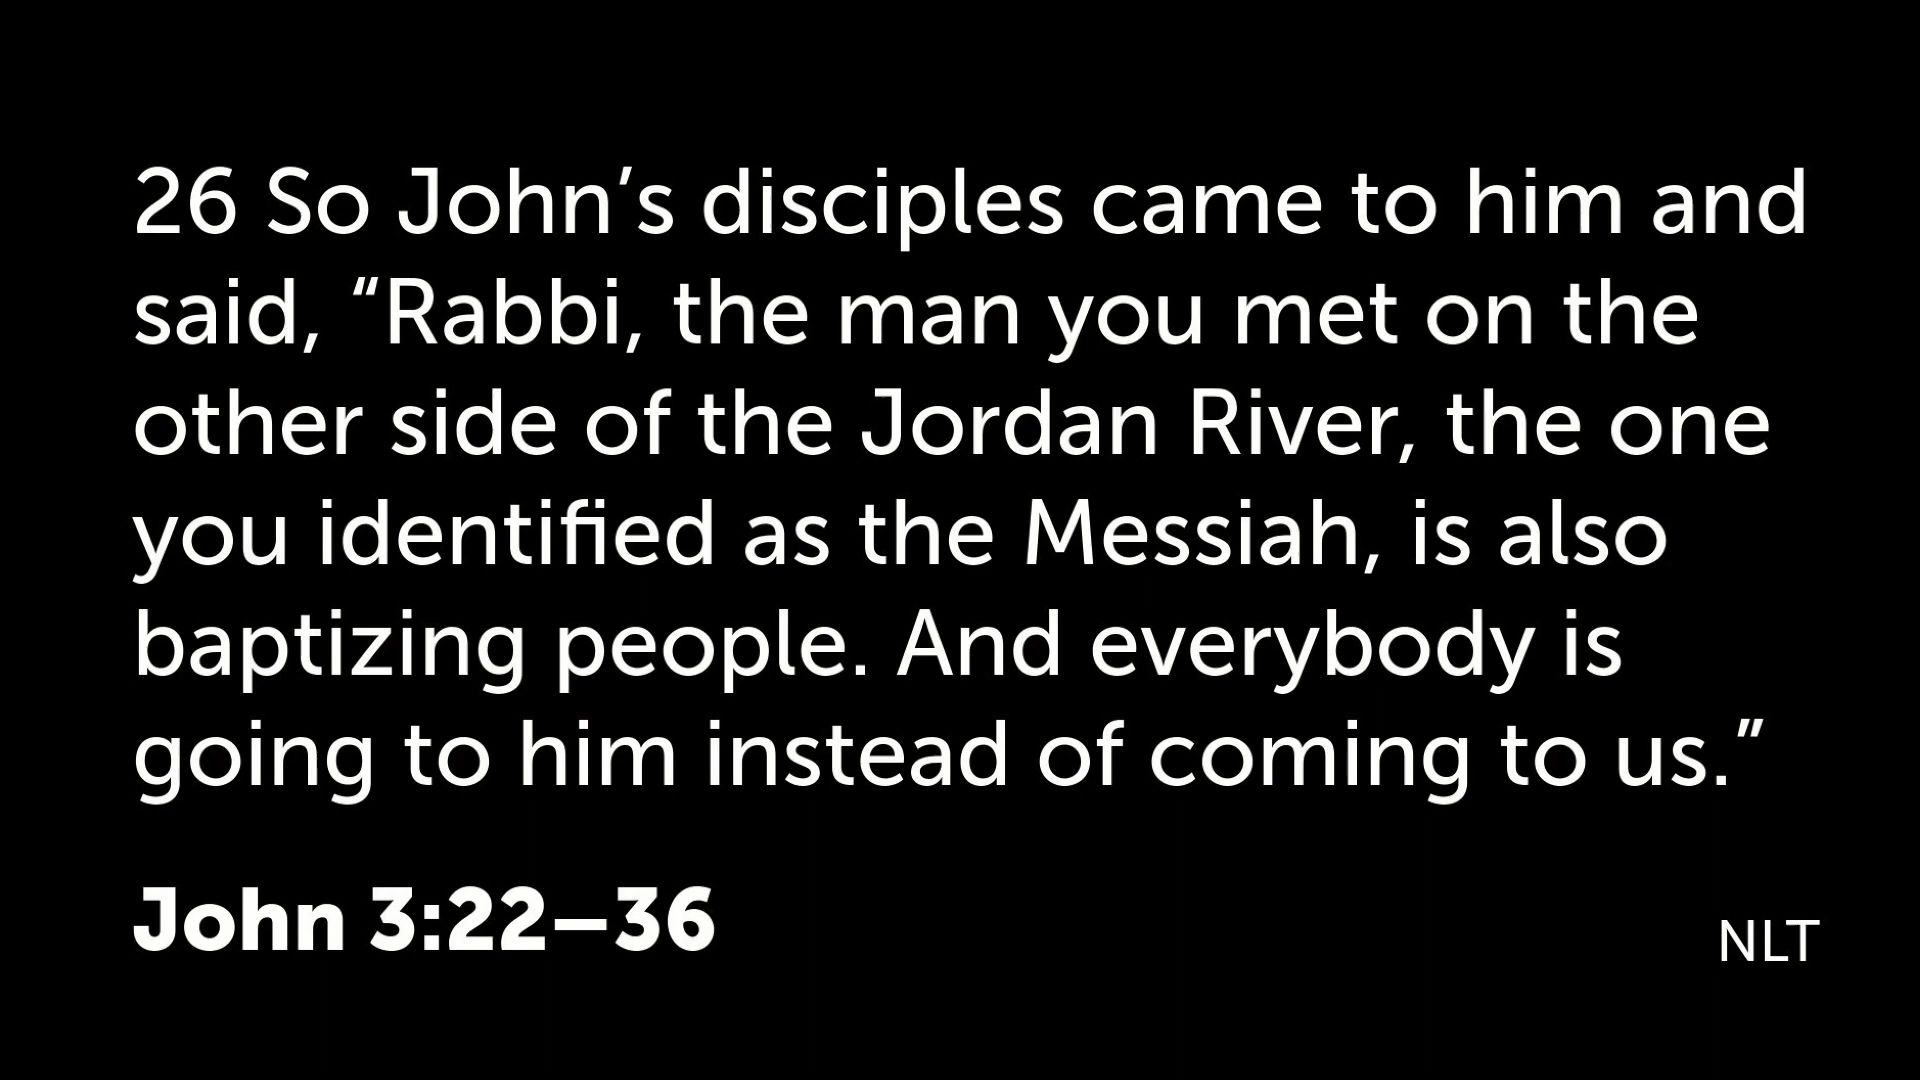 26 So John’s disciples came to him and
said, “Rabbi, the man you met on the
other side of the Jordan River, the one
you identified as the Messiah, is also
baptizing people. And everybody is
going to him instead of coming to us.”
John 3:22–36
NLT